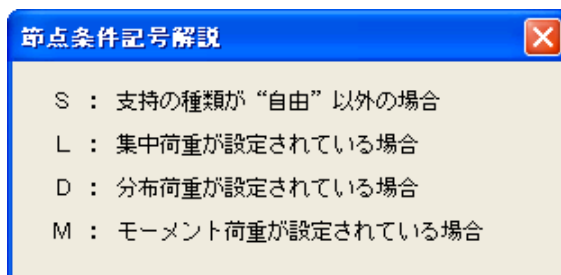 節点条件記号解説
S : 支持の種類が“自由”以外の場合
L : 集中荷重が設定されている場合
D : 分布荷重が設定されている場合
M : モーメント荷重が設定されている場合